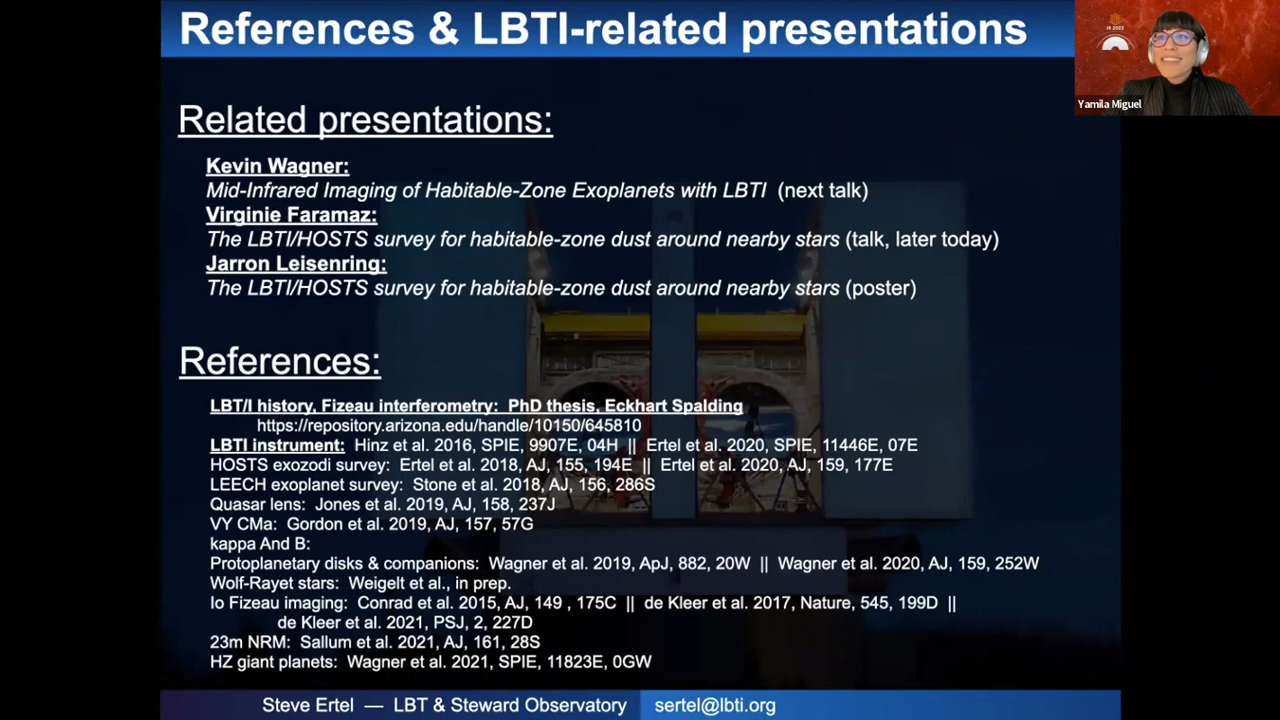 References & LBTI-related presentations
IR 2022
Yamila Miguel
Related presentations:
Kevin Wagner:
Mid-Infrared Imaging of Habitable-Zone Exoplanets with LBTI (next talk)
Virginie Faramaz:
The LBTI/HOSTS survey for habitable-zone dust around nearby stars (talk, later today)
Jarron Leisenring:
The LBTI/HOSTS survey for habitable-zone dust around nearby stars (poster)
References:
LBT/I history, Fizeau interferometry: PhD thesis, Eckhart Spalding
https://repository.arizona.edu/handle/10150/645810
LBTI instrument: Hinz et al. 2016, SPIE, 9907E, 04H || Ertel et al. 2020, SPIE, 11446E, 07E
HOSTS exozodi survey: Ertel et al. 2018, AJ, 155, 194E || Ertel et al. 2020, AJ, 159, 177E
LEECH exoplanet survey: Stone et al. 2018, AJ, 156, 286S
Quasar lens: Jones et al. 2019, AJ, 158, 237J
VY CMa: Gordon et al. 2019, AJ, 157, 57G
kappa And B:
Protoplanetary disks & companions: Wagner et al. 2019, ApJ, 882, 20W || Wagner et al. 2020, AJ, 159, 252W
Wolf-Rayet stars: Weigelt et al., in prep.
Io Fizeau imaging: Conrad et al. 2015, AJ, 149 , 175C || de Kleer et al. 2017, Nature, 545, 199D ||
de Kleer et al. 2021, PSJ, 2, 227D
23m NRM: Sallum et al. 2021, AJ, 161, 28S
HZ giant planets: Wagner et al. 2021, SPIE, 11823E, 0GW
Steve Ertel — LBT & Steward Observatory sertel@lbti.org